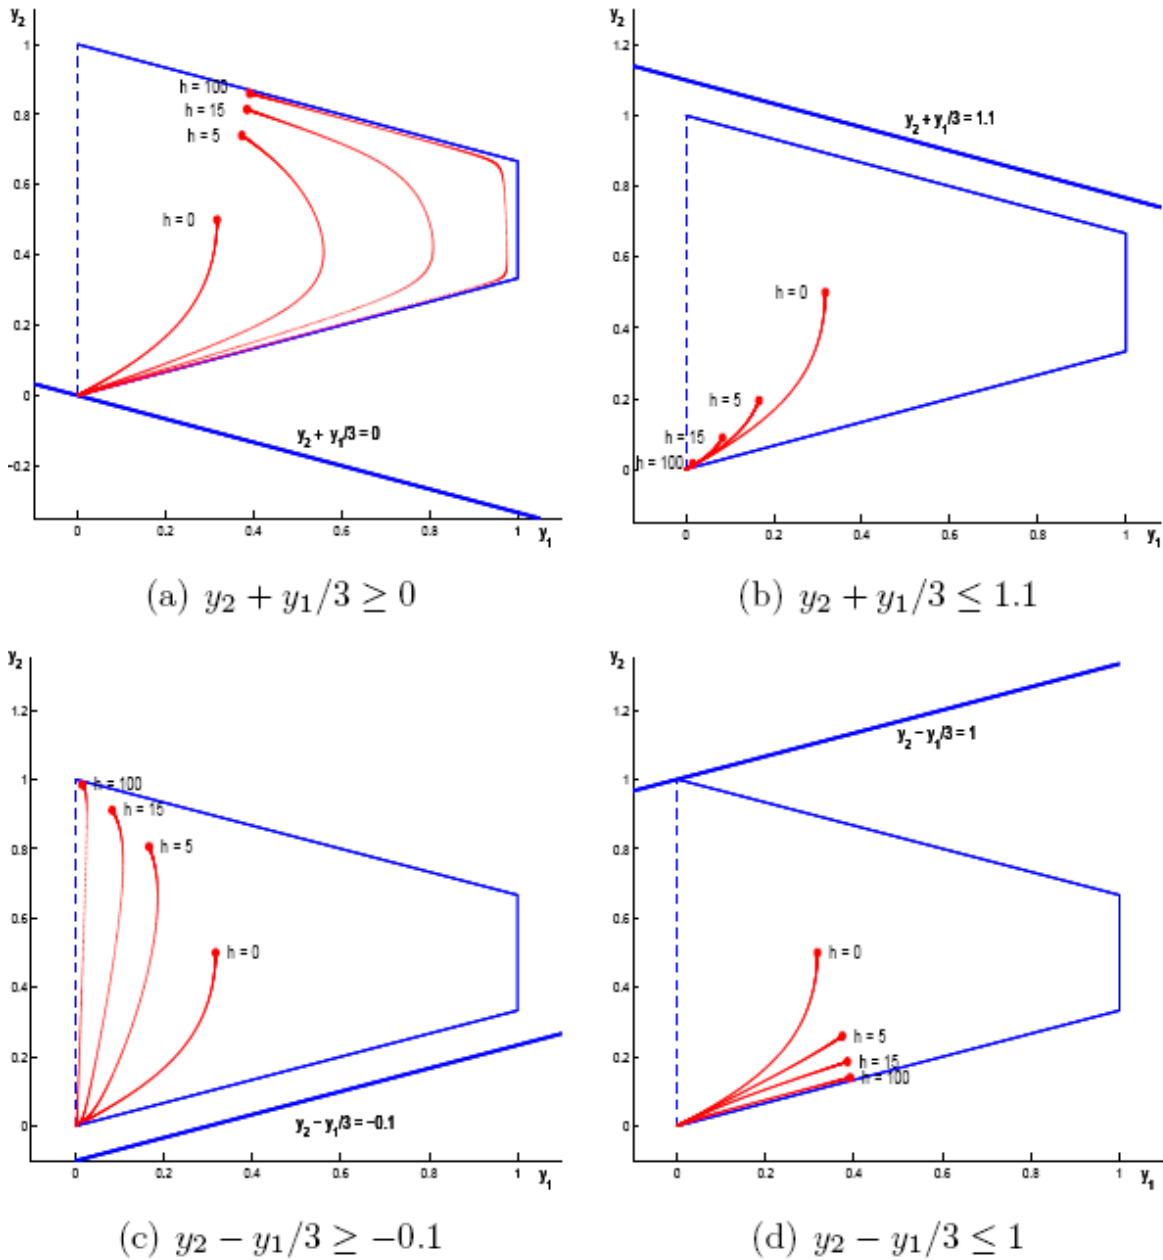 y₂
1
0.8
0.6
0.4
0.2
0
-0.2
h = 100
h = 15
h = 5
h = 0
y₂ + y₁/3 = 0
0 0.2 0.4 0.6 0.8 1
y₁
(a) y₂ + y₁/3 ≥ 0
y₂
1.2
1
0.8
0.6
0.4
0.2
0
y₂ + y₁/3 = 1.1
h = 0
h = 5
h = 15
h = 100
0 0.2 0.4 0.6 0.8 1
y₁
(b) y₂ + y₁/3 ≤ 1.1
y₂
1.2
1
0.8
0.6
0.4
0.2
0
h = 100
h = 15
h = 5
h = 0
y₂ − y₁/3 = −0.1
0 0.2 0.4 0.6 0.8 1
y₁
(c) y₂ − y₁/3 ≥ −0.1
y₂
1.2
1
0.8
0.6
0.4
0.2
0
y₂ − y₁/3 = 1
h = 0
h = 5
h = 15
h = 100
0 0.2 0.4 0.6 0.8 1
y₁
(d) y₂ − y₁/3 ≤ 1